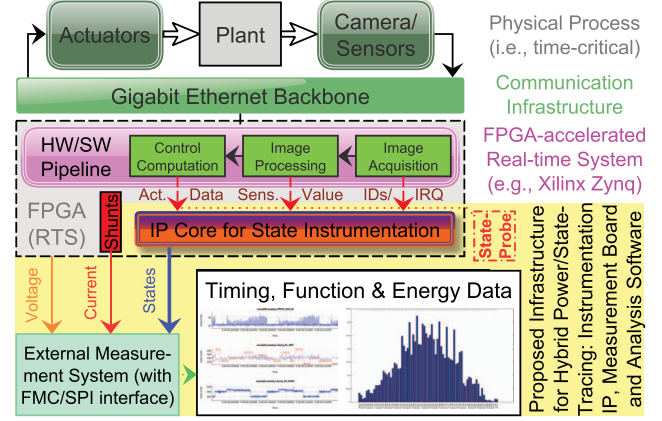 Actuators
Plant
Camera/
Sensors
Physical Process
(i.e., time-critical)
Gigabit Ethernet Backbone
Communication
Infrastructure
HW/SW
Pipeline
Control
Computation
Image
Processing
Image
Acquisition
FPGA-accelerated
Real-time System
(e.g., Xilinx Zynq)
Act. Data Sens. Value IDs/ IRQ
FPGA
(RTS)
Shunts
IP Core for State Instrumentation
State-
Probe
Voltage
Current
States
Timing, Function & Energy Data
External Measure-
ment System (with
FMC/SPI interface)
Proposed Infrastructure
for Hybrid Power/State-
Tracing: Instrumentation
IP, Measurement Board
and Analysis Software